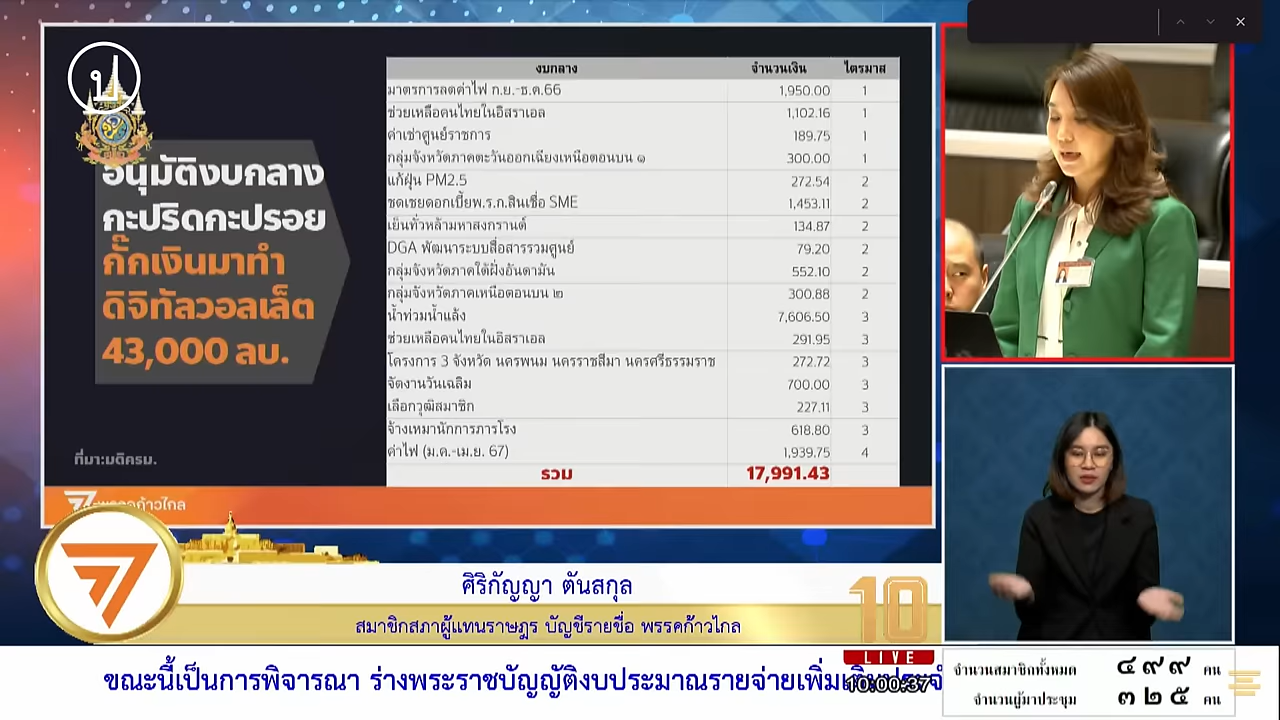 ป
อนุมัติงบกลาง
กะปริดกะปรอย
กั๊กเงินมาทำ
ดิจิทัลวอลเล็ต
43,000 ลบ.
ที่มา:มติครม.
งบกลาง จำนวนเงิน ไตรมาส
มาตรการลดค่าไฟ ก.ย.-ธ.ค.66 1,950.00 1
ช่วยเหลือคนไทยในอิสราเอล 1,102.16 1
ค่าเช่าศูนย์ราชการ 189.75 1
กลุ่มจังหวัดภาคตะวันออกเฉียงเหนือตอนบน ๑ 300.00 1
แก้ฝุ่น PM2.5 272.54 2
ชดเชยดอกเบี้ยพ.ร.ก.สินเชื่อ SME 1,453.11 2
เย็นทั่วหล้ามหาสงกรานต์ 134.87 2
DGA พัฒนาระบบสื่อสารรวมศูนย์ 79.20 2
กลุ่มจังหวัดภาคใต้ฝั่งอันดามัน 552.10 2
กลุ่มจังหวัดภาคเหนือตอนบน ๒ 300.88 2
น้ำท่วมน้ำแล้ง 7,606.50 3
ช่วยเหลือคนไทยในอิสราเอล 291.95 3
โครงการ 3 จังหวัด นครพนม นครราชสีมา นครศรีธรรมราช 272.72 3
จัดงานวันเฉลิม 700.00 3
เลือกวุฒิสมาชิก 227.11 3
จ้างเหมานักการภารโรง 618.80 3
ค่าไฟ (ม.ค.-เม.ย. 67) 1,939.75 4
รวม 17,991.43
ก้าวไกล
ศิริกัญญา ตันสกุล
สมาชิกสภาผู้แทนราษฎร บัญชีรายชื่อ พรรคก้าวไกล
10
LIVE
10:00:37
ขณะนี้เป็นการพิจารณา ร่างพระราชบัญญัติงบประมาณรายจ่ายเพิ่มเติม
จำนวนสมาชิกทั้งหมด ๔๙๙ คน
จำนวนผู้มาประชุม ๓๒๕ คน